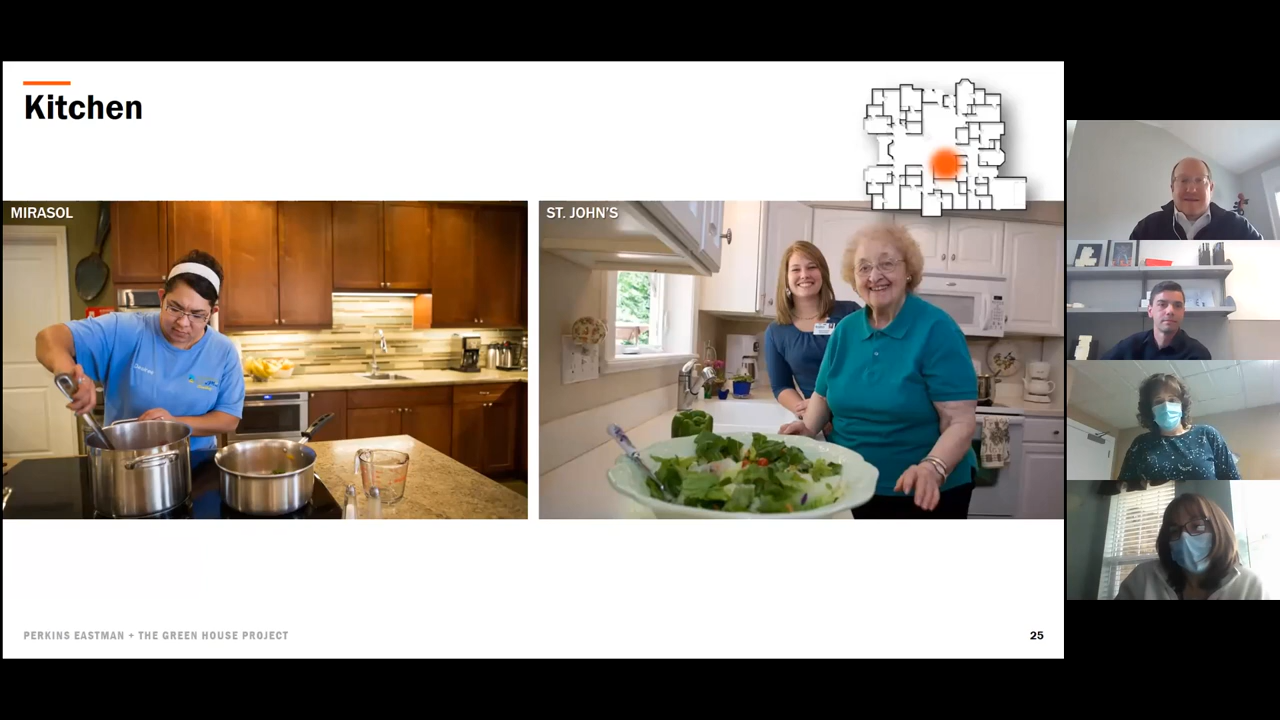 Kitchen
MIRASOL
ST. JOHN'S
PERKINS EASTMAN + THE GREEN HOUSE PROJECT
25